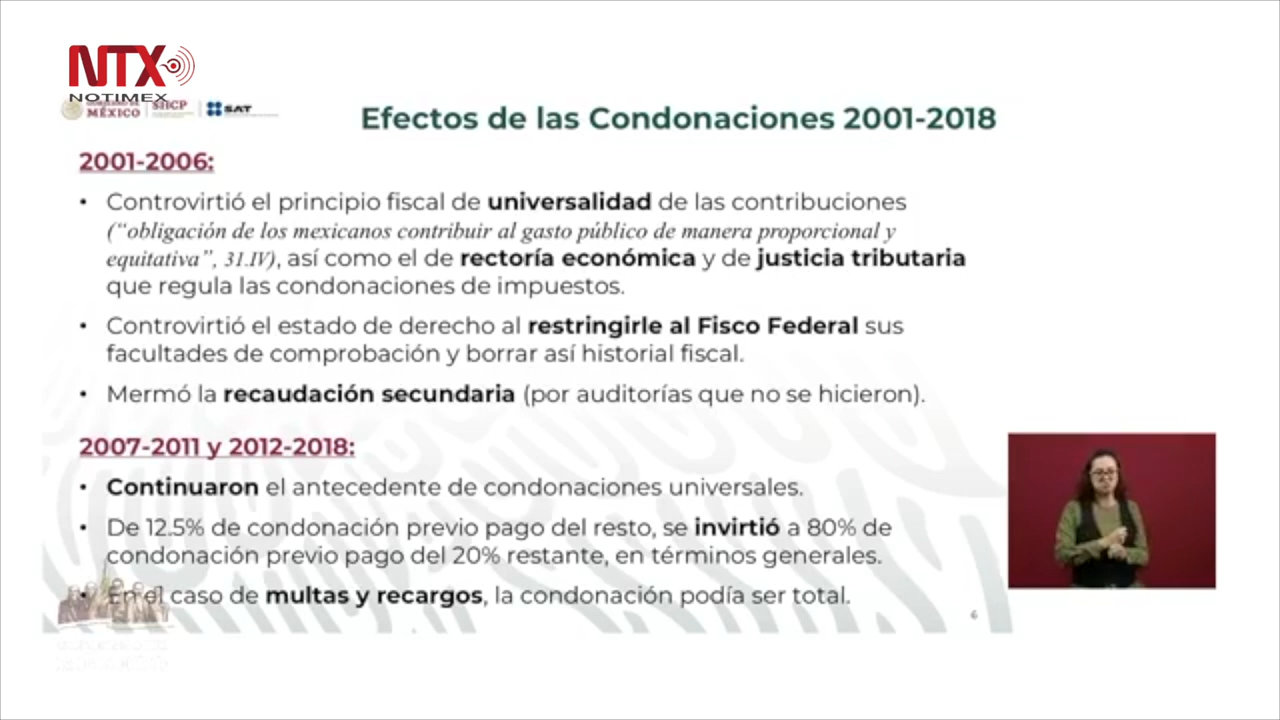 NTX
NOTIMEX
GOBIERNO DE
MÉXICO
SHCP
SAT
Efectos de las Condonaciones 2001-2018
2001-2006:
• Controvirtió el principio fiscal de universalidad de las contribuciones
(“obligación de los mexicanos contribuir al gasto público de manera proporcional y
equitativa”, 31.IV), así como el de rectoría económica y de justicia tributaria
que regula las condonaciones de impuestos.
• Controvirtió el estado de derecho al restringirle al Fisco Federal sus
facultades de comprobación y borrar así historial fiscal.
• Mermó la recaudación secundaria (por auditorías que no se hicieron).
2007-2011 y 2012-2018:
• Continuaron el antecedente de condonaciones universales.
• De 12.5% de condonación previo pago del resto, se invirtió a 80% de
condonación previo pago del 20% restante, en términos generales.
• En el caso de multas y recargos, la condonación podía ser total.
6